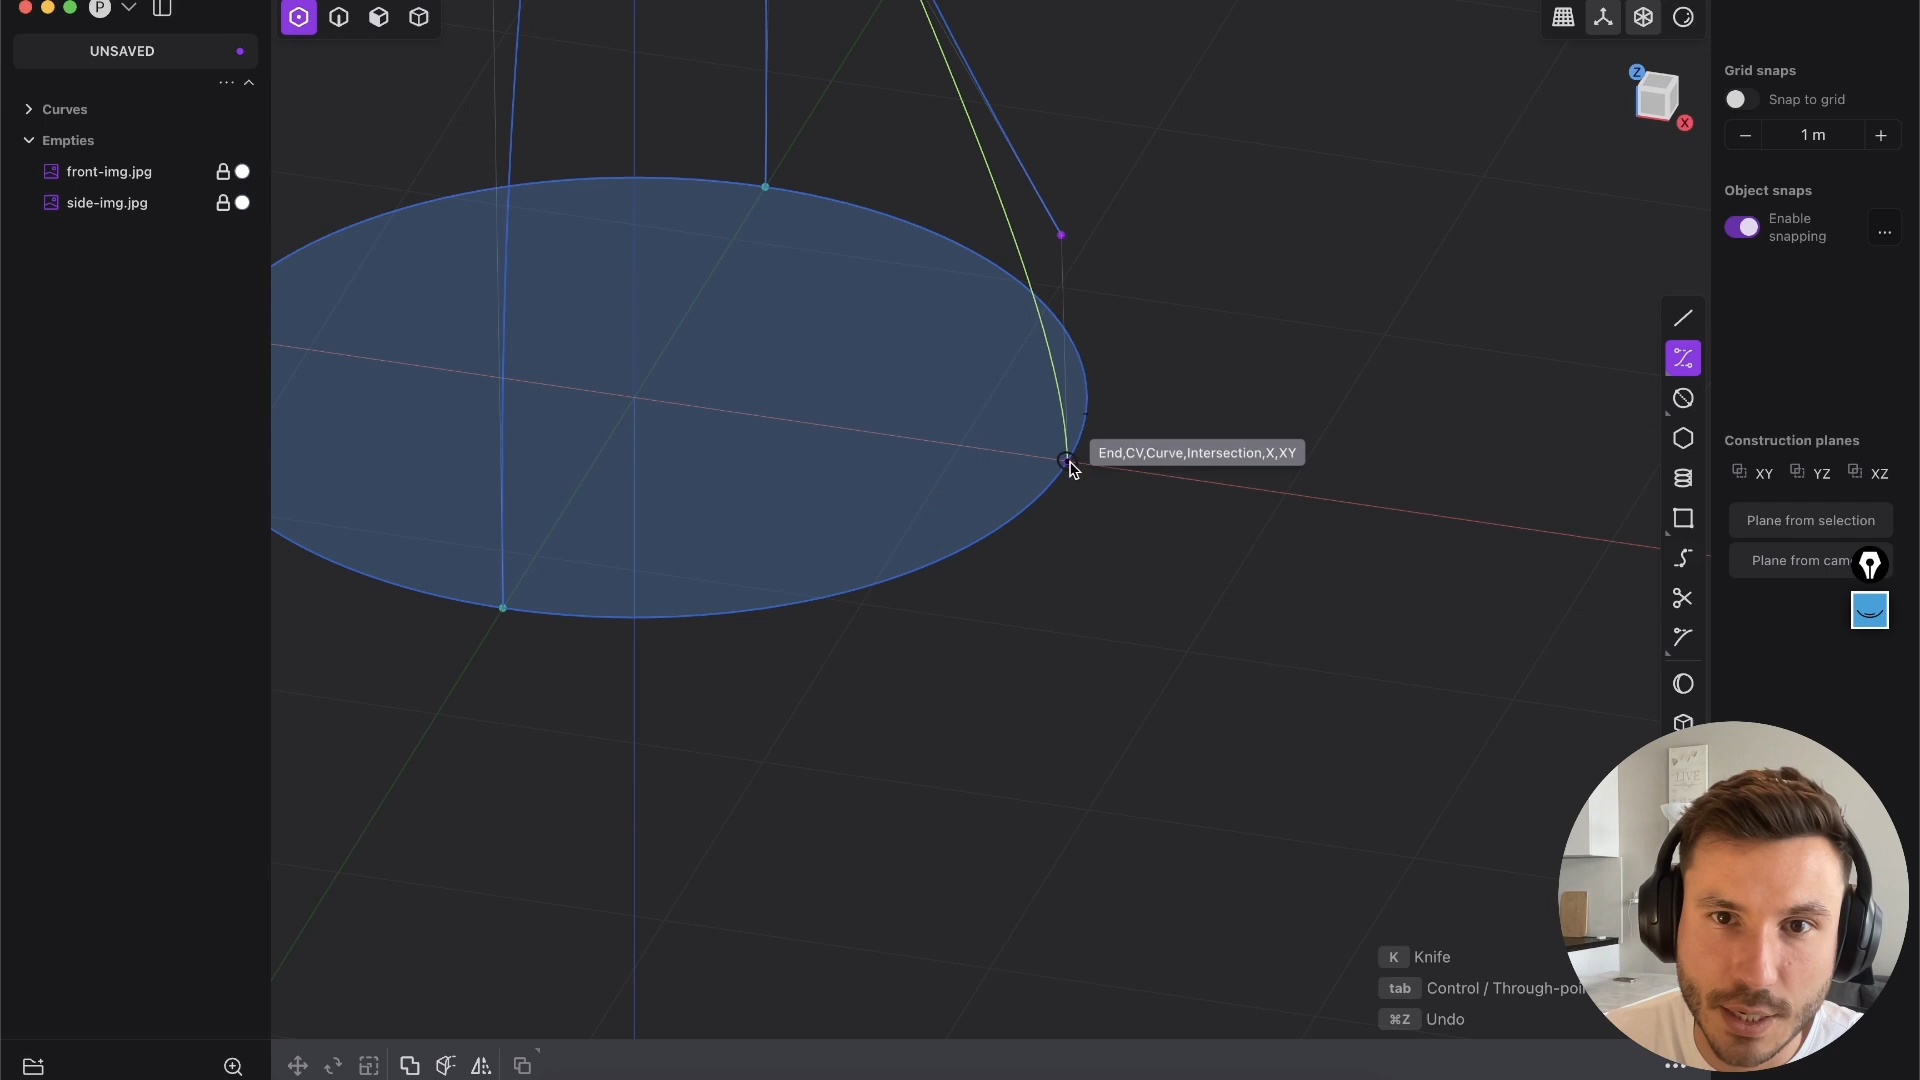 P
UNSAVED
Curves
Empties
front-img.jpg
side-img.jpg
Z
X
End,CV,Curve,Intersection,X,XY
Grid snaps
Snap to grid
1 m
Object snaps
Enable
snapping
...
Construction planes
XY YZ XZ
Plane from selection
Plane from cam
K Knife
tab Control / Through-poi
⌘Z Undo
LIVE